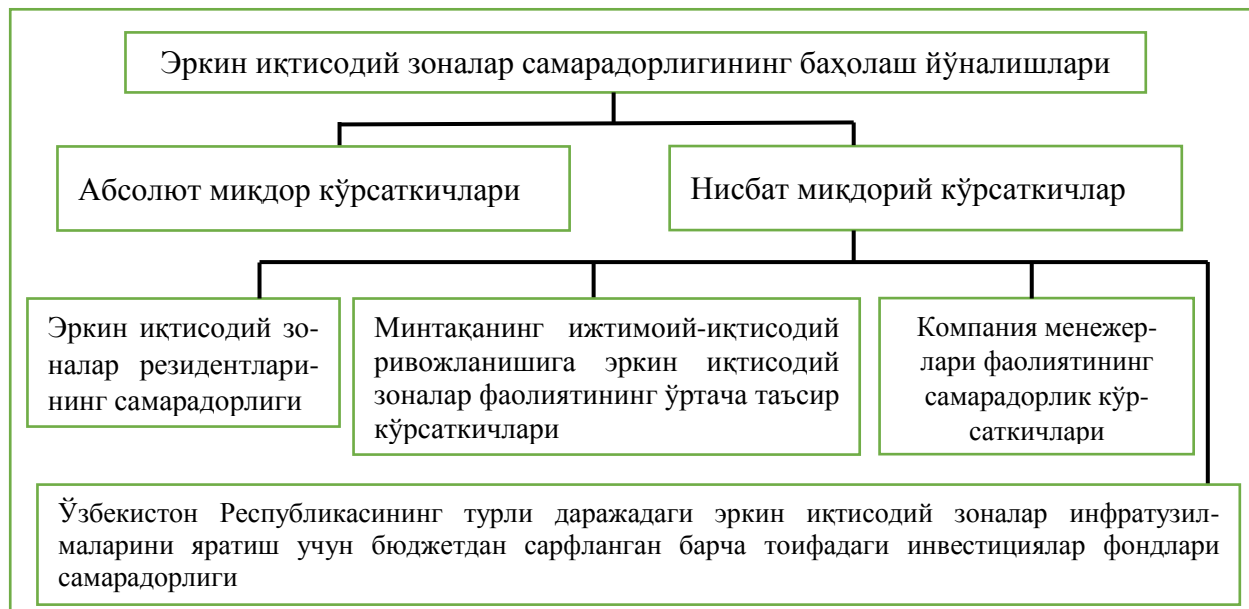 Эркин иқтисодий зоналар самарадорлигининг баҳолаш йўналишлари
Абсолют миқдор кўрсаткичлари
Нисбат миқдорий кўрсаткичлар
Эркин иқтисодий зо-
налар резидентлари-
нинг самарадорлиги
Минтақанинг ижтимоий-иқтисодий
ривожланишига эркин иқтисодий
зоналар фаолиятининг ўртача таъсир
кўрсаткичлари
Компания менежер-
лари фаолиятининг
самарадорлик кўр-
саткичлари
Ўзбекистон Республикасининг турли даражадаги эркин иқтисодий зоналар инфратузил-
маларини яратиш учун бюджетдан сарфланган барча тоифадаги инвестициялар фондлари
самарадорлиги